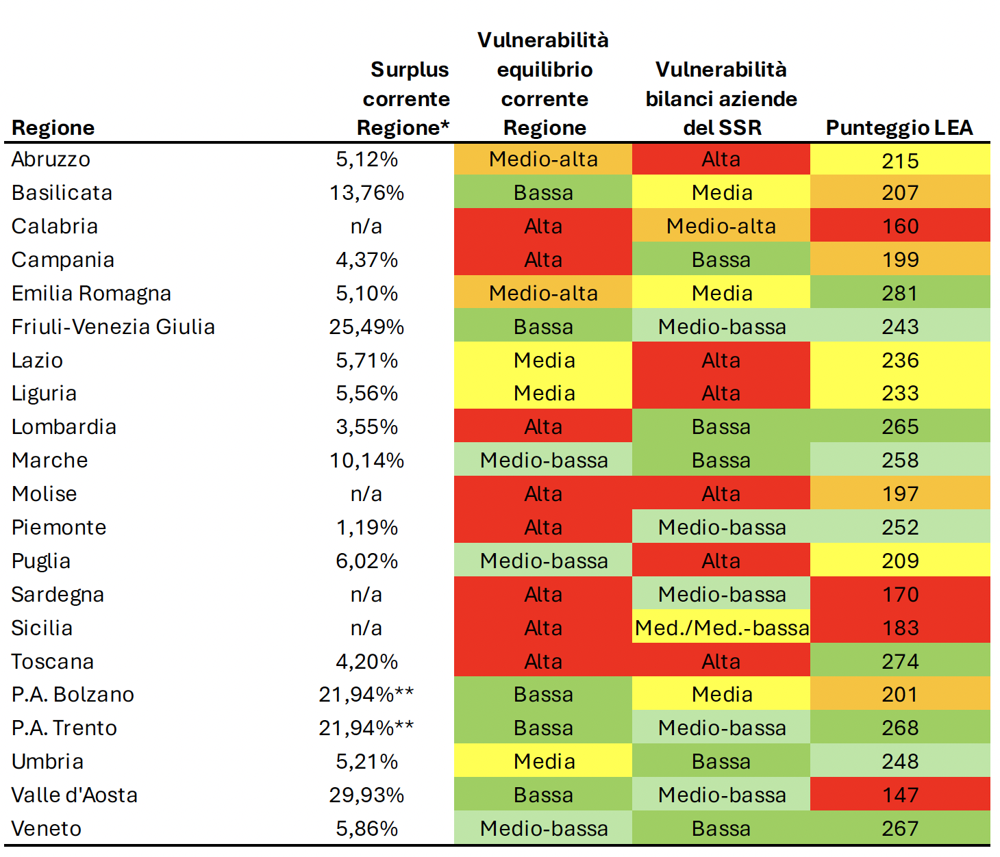 Regione Surplus corrente Regione* Vulnerabilità equilibrio corrente Regione Vulnerabilità bilanci aziende del SSR Punteggio LEA
Abruzzo 5,12% Medio-alta Alta 215
Basilicata 13,76% Bassa Media 207
Calabria n/a Alta Medio-alta 160
Campania 4,37% Alta Bassa 199
Emilia Romagna 5,10% Medio-alta Media 281
Friuli-Venezia Giulia 25,49% Bassa Medio-bassa 243
Lazio 5,71% Media Alta 236
Liguria 5,56% Media Alta 233
Lombardia 3,55% Alta Bassa 265
Marche 10,14% Medio-bassa Bassa 258
Molise n/a Alta Alta 197
Piemonte 1,19% Alta Medio-bassa 252
Puglia 6,02% Medio-bassa Alta 209
Sardegna n/a Alta Medio-bassa 170
Sicilia n/a Alta Med./Med.-bassa 183
Toscana 4,20% Alta Alta 274
P.A. Bolzano 21,94%** Bassa Media 201
P.A. Trento 21,94%** Bassa Medio-bassa 268
Umbria 5,21% Media Bassa 248
Valle d'Aosta 29,93% Bassa Medio-bassa 147
Veneto 5,86% Medio-bassa Bassa 267